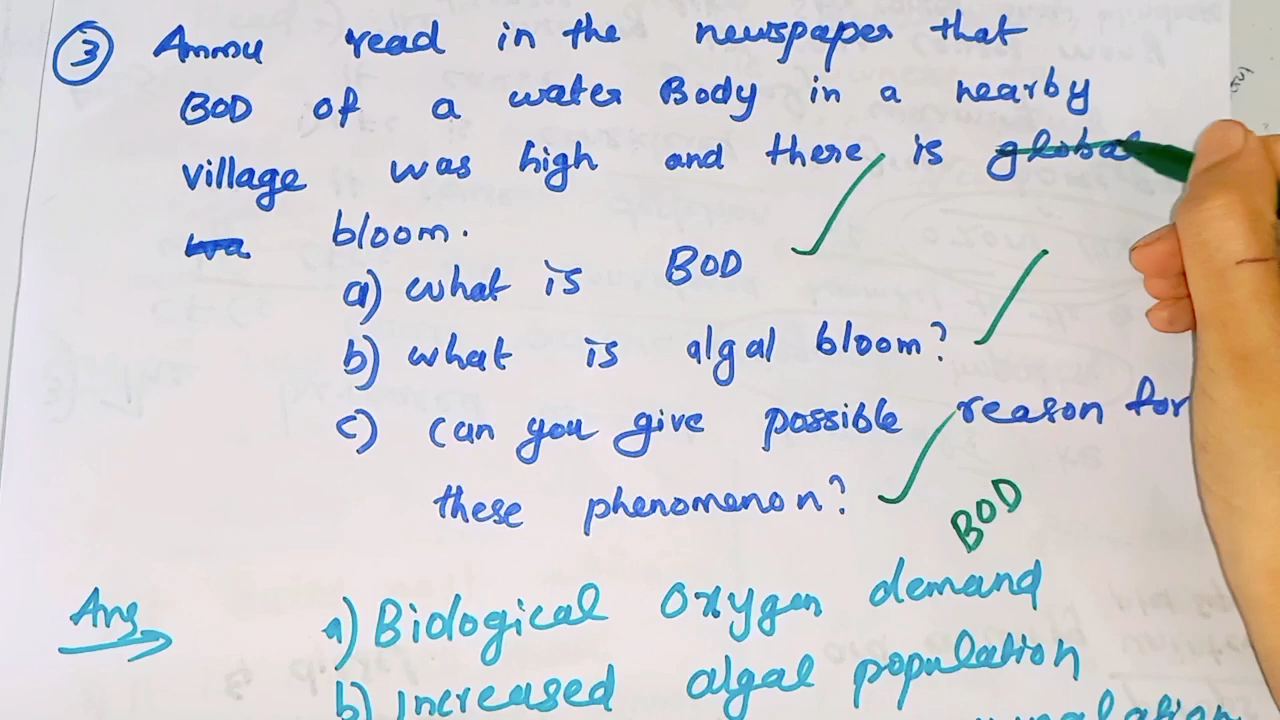 3 Ammu read in the newspaper that
BOD of a water Body in a nearby
village was high and there is global
bloom.
a) what is BOD
b) what is algal bloom?
c) can you give possible reason for
these phenomenon?
BOD
Ans
a) Biological Oxygen demand
b) Increased algal population